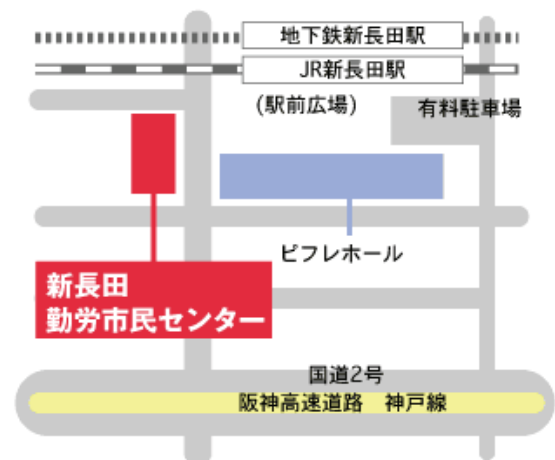 地下鉄新長田駅
JR新長田駅
(駅前広場)
有料駐車場
ピフレホール
新長田
勤労市民センター
国道2号
阪神高速道路　神戸線